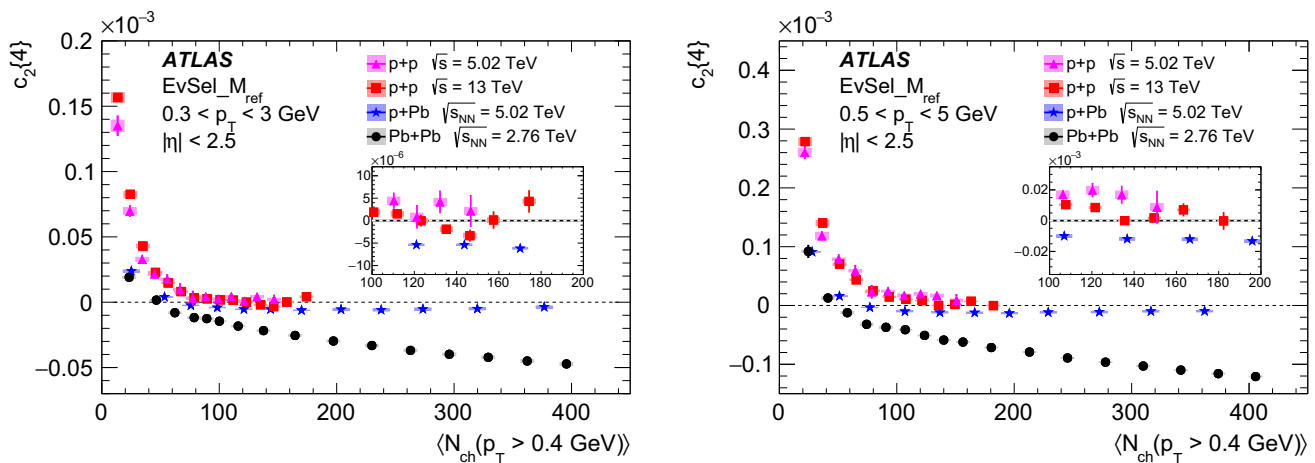 ×10⁻³
c₂{4}
0.2
0.15
0.1
0.05
0
−0.05
ATLAS
EvSel_M_ref
0.3 < p_T < 3 GeV
|η| < 2.5
p+p √s = 5.02 TeV
p+p √s = 13 TeV
p+Pb √s_NN = 5.02 TeV
Pb+Pb √s_NN = 2.76 TeV
×10⁻⁶
10
5
0
−5
−10
100 120 140 160 180 200
0 100 200 300 400
⟨N_ch(p_T > 0.4 GeV)⟩
×10⁻³
c₂{4}
0.4
0.3
0.2
0.1
0
−0.1
ATLAS
EvSel_M_ref
0.5 < p_T < 5 GeV
|η| < 2.5
p+p √s = 5.02 TeV
p+p √s = 13 TeV
p+Pb √s_NN = 5.02 TeV
Pb+Pb √s_NN = 2.76 TeV
×10⁻³
0.02
0
−0.02
100 120 140 160 180 200
0 100 200 300 400
⟨N_ch(p_T > 0.4 GeV)⟩